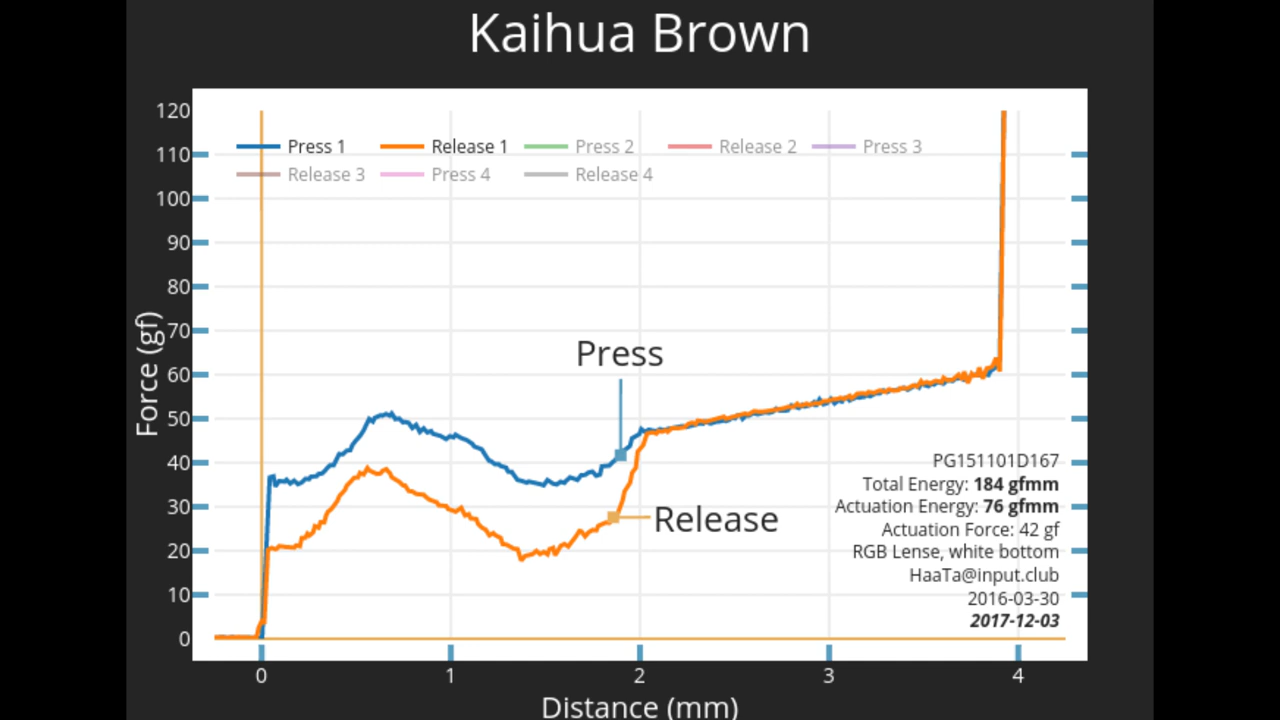 Kaihua Brown
Press 1 Release 1 Press 2 Release 2 Press 3
Release 3 Press 4 Release 4
120
110
100
90
80
70
60
50
40
30
20
10
0
Force (gf)
Press
Release
PG151101D167
Total Energy: 184 gfmm
Actuation Energy: 76 gfmm
Actuation Force: 42 gf
RGB Lense, white bottom
HaaTa@input.club
2016-03-30
2017-12-03
0 1 2 3 4
Distance (mm)